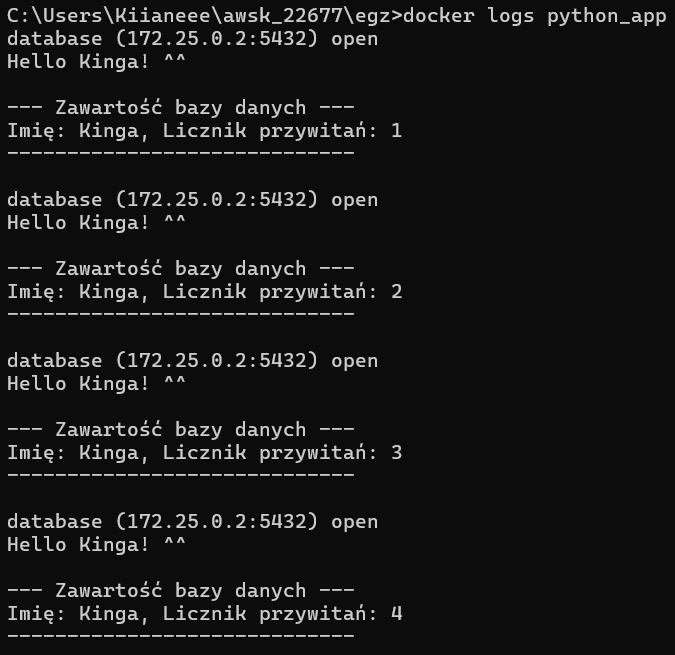 C:\Users\Kiianeee\awsk_22677\egz>docker logs python_app
database (172.25.0.2:5432) open
Hello Kinga! ^^
--- Zawartość bazy danych ---
Imię: Kinga, Licznik przywitań: 1
-----------------------------
database (172.25.0.2:5432) open
Hello Kinga! ^^
--- Zawartość bazy danych ---
Imię: Kinga, Licznik przywitań: 2
-----------------------------
database (172.25.0.2:5432) open
Hello Kinga! ^^
--- Zawartość bazy danych ---
Imię: Kinga, Licznik przywitań: 3
-----------------------------
database (172.25.0.2:5432) open
Hello Kinga! ^^
--- Zawartość bazy danych ---
Imię: Kinga, Licznik przywitań: 4
-----------------------------